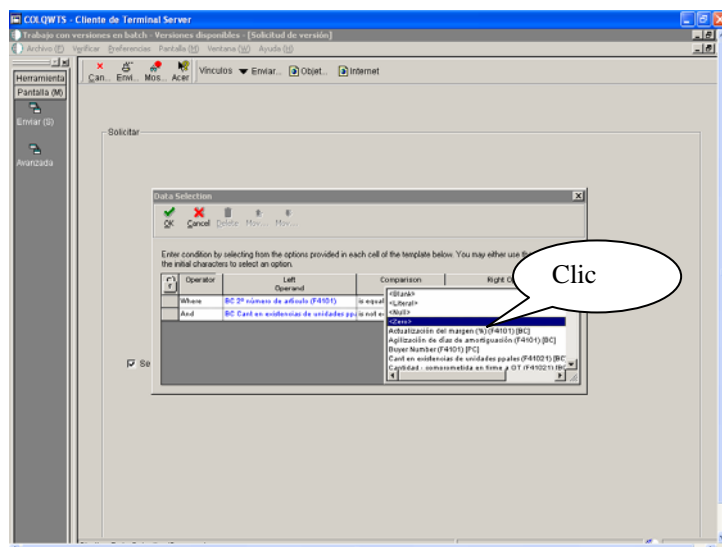 COLQWTS - Cliente de Terminal Server
Trabajo con versiones en batch - Versiones disponibles - [Solicitud de versión]
Archivo (F) Verificar Preferencias Pantalla (M) Ventana (W) Ayuda (H)
Herramienta
Pantalla (M)
Enviar (S)
Avanzada
Can... Envi... Mos... Acer Vínculos Enviar... Objet... Internet
Solicitar
Data Selection
OK Cancel Delete Mov... Mov...
Enter condition by selecting from the options provided in each cell of the template below. You may either use
the initial characters to select an option.
Operator Left Operand Comparison Right
Where BC 2º número de artículo (F4101) is equal
And BC Cant en existencias de unidades ppa is not e
<Blank>
<Literal>
<Null>
<Zero>
Actualización del margen (%) (F4101) [BC]
Agilización de días de amortiguación (F4101) [BC]
Buyer Number (F4101) [PC]
Cant en existencias de unidades ppales (F41021) [BC
Cantidad : comprometida en firme a OT (F41021) [BC
Clic
Se